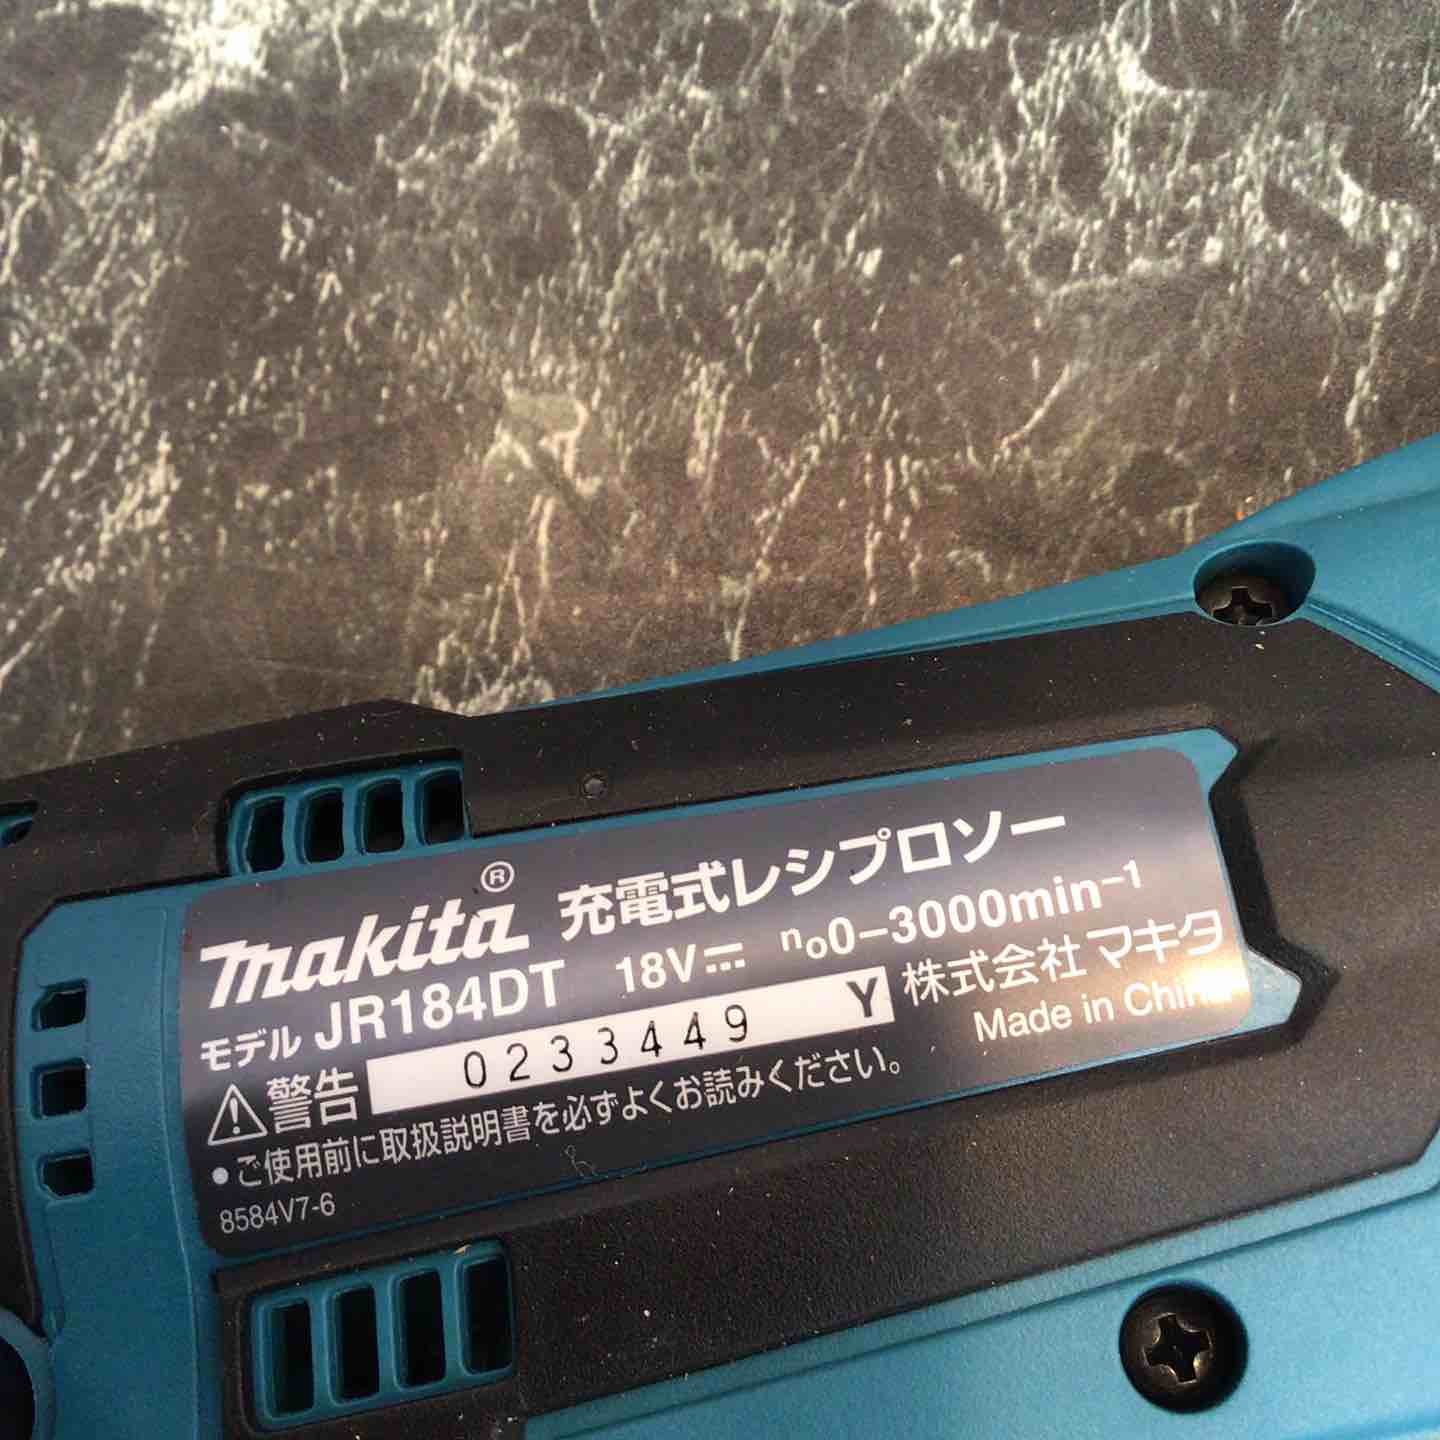 makita® 充電式レシプロソー
モデル JR184DT 18V⎓ n₀0-3000min⁻¹
0233449 Y 株式会社マキタ
⚠警告 Made in China
●ご使用前に取扱説明書を必ずよくお読みください。
8584V7-6